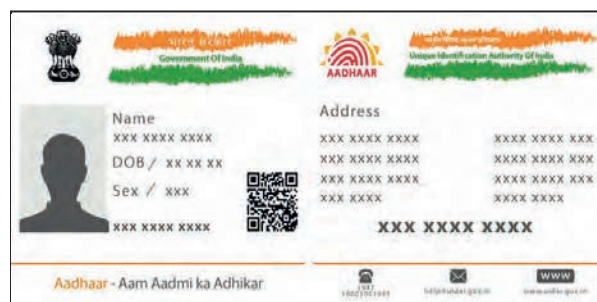 भारत सरकार
Government Of India
Name
xxx xxxx xxxx
DOB / xx xx xx
Sex / xxx
xxx xxxx xxxx
Aadhaar - Aam Aadmi ka Adhikar
Unique Identification Authority Of India
AADHAAR
Address
xxx xxxx xxxx xxxx xxxx xxx
xxx xxxx xxxx xxxx xxxx xxx
xxx xxxx xxxx xxxx xxxx xxx
xxx xxxx xxxx xxxx
xxx xxxx xxxx
1947
www